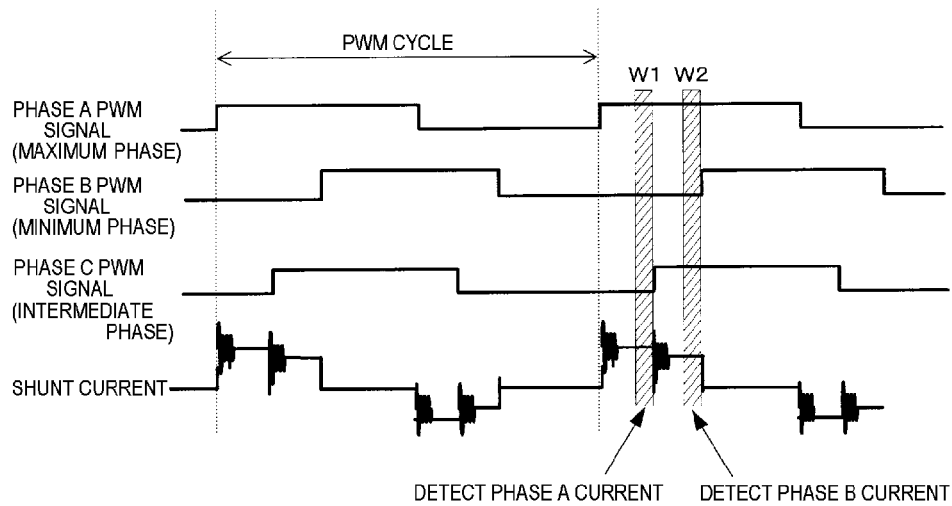 PWM CYCLE
W1 W2
PHASE A PWM
SIGNAL
(MAXIMUM PHASE)
PHASE B PWM
SIGNAL
(MINIMUM PHASE)
PHASE C PWM
SIGNAL
(INTERMEDIATE
PHASE)
SHUNT CURRENT
DETECT PHASE A CURRENT
DETECT PHASE B CURRENT